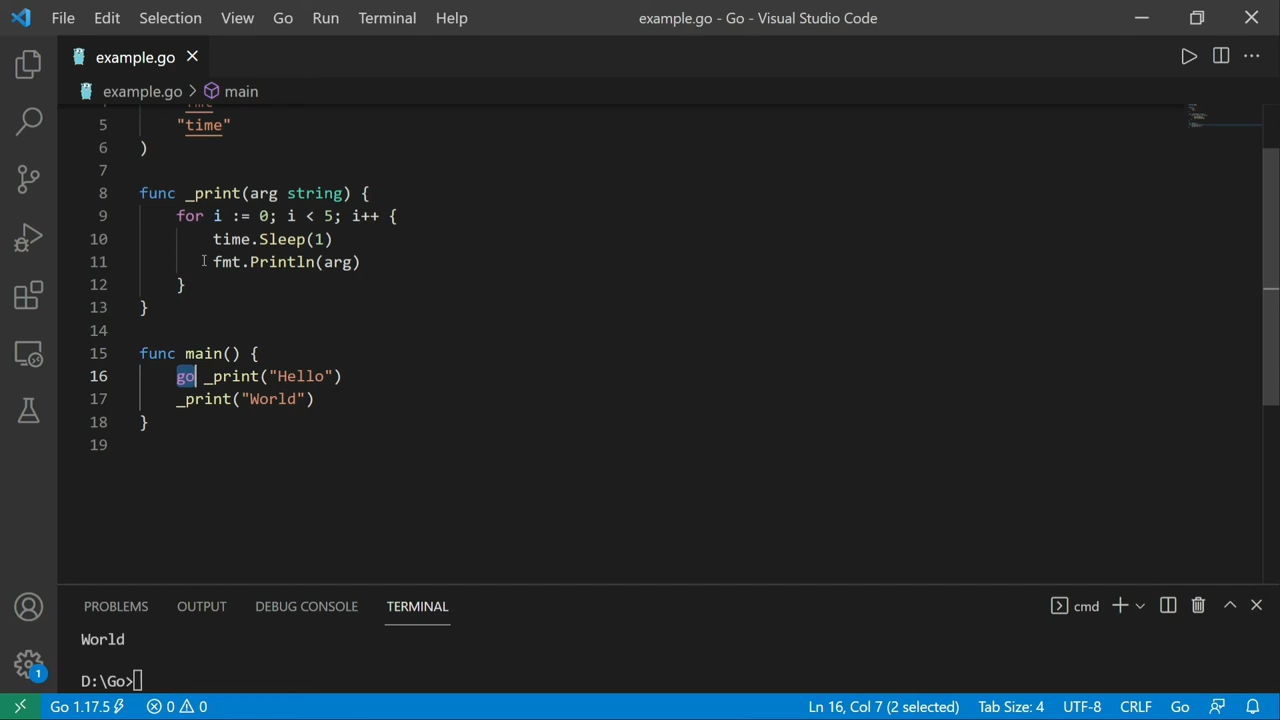 File Edit Selection View Go Run Terminal Help example.go - Go - Visual Studio Code
example.go
example.go > main
5 "time"
6 )
7
8 func _print(arg string) {
9 for i := 0; i < 5; i++ {
10 time.Sleep(1)
11 fmt.Println(arg)
12 }
13 }
14
15 func main() {
16 go _print("Hello")
17 _print("World")
18 }
19
PROBLEMS OUTPUT DEBUG CONSOLE TERMINAL cmd
World
D:\Go>
1
Go 1.17.5 0 0 Ln 16, Col 7 (2 selected) Tab Size: 4 UTF-8 CRLF Go